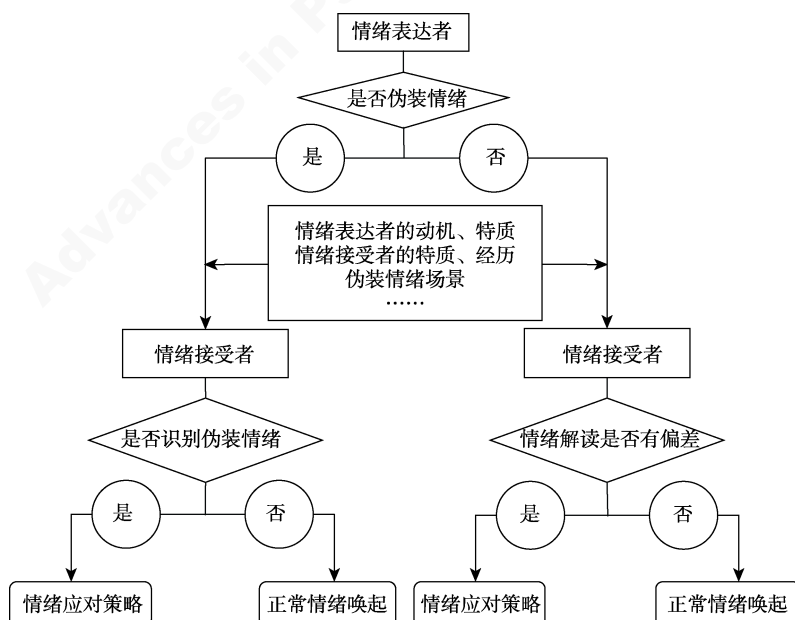 Advances in P
情绪表达者
是否伪装情绪
是
否
情绪表达者的动机、特质
情绪接受者的特质、经历
伪装情绪场景
……
情绪接受者
情绪接受者
是否识别伪装情绪
情绪解读是否有偏差
是
否
是
否
情绪应对策略
正常情绪唤起
情绪应对策略
正常情绪唤起